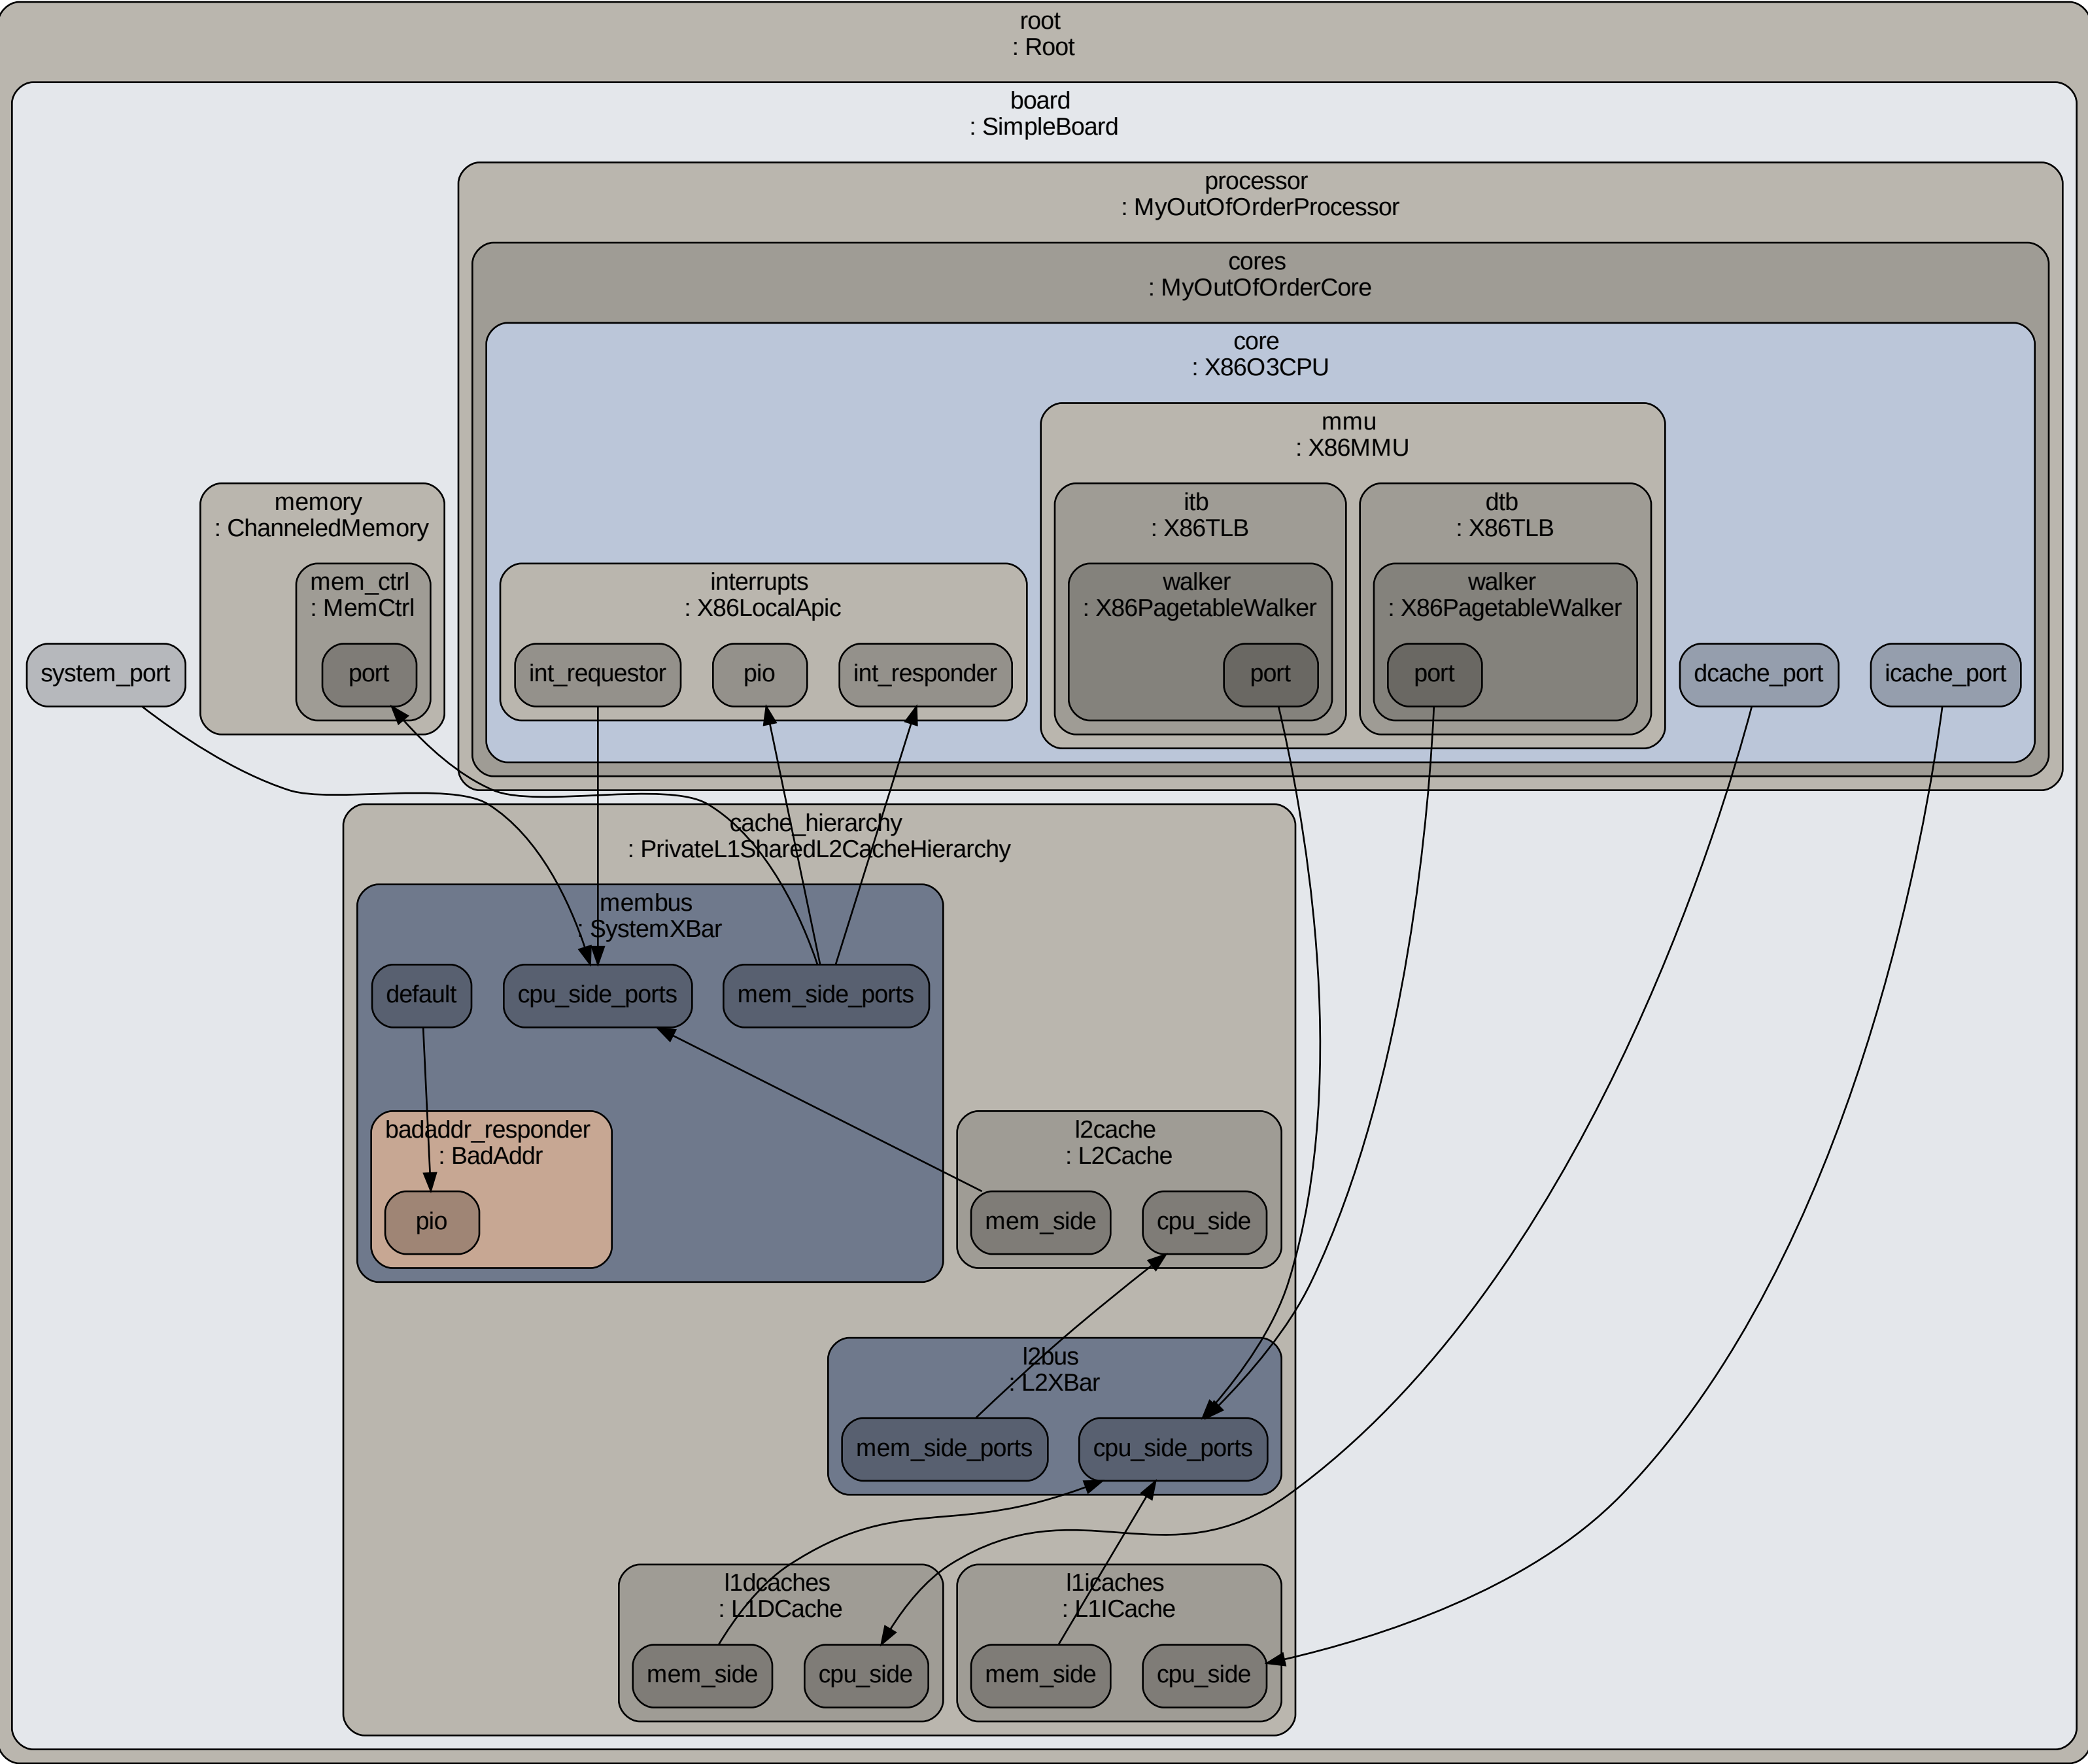 root
: Root
board
: SimpleBoard
processor
: MyOutOfOrderProcessor
cores
: MyOutOfOrderCore
core
: X86O3CPU
mmu
: X86MMU
memory
: ChanneledMemory
itb
: X86TLB
dtb
: X86TLB
mem_ctrl
: MemCtrl
interrupts
: X86LocalApic
walker
: X86PagetableWalker
walker
: X86PagetableWalker
system_port
port
int_requestor
pio
int_responder
port
port
dcache_port
icache_port
cache_hierarchy
: PrivateL1SharedL2CacheHierarchy
membus
: SystemXBar
default
cpu_side_ports
mem_side_ports
badaddr_responder
: BadAddr
pio
l2cache
: L2Cache
mem_side
cpu_side
l2bus
: L2XBar
mem_side_ports
cpu_side_ports
l1dcaches
: L1DCache
mem_side
cpu_side
l1icaches
: L1ICache
mem_side
cpu_side